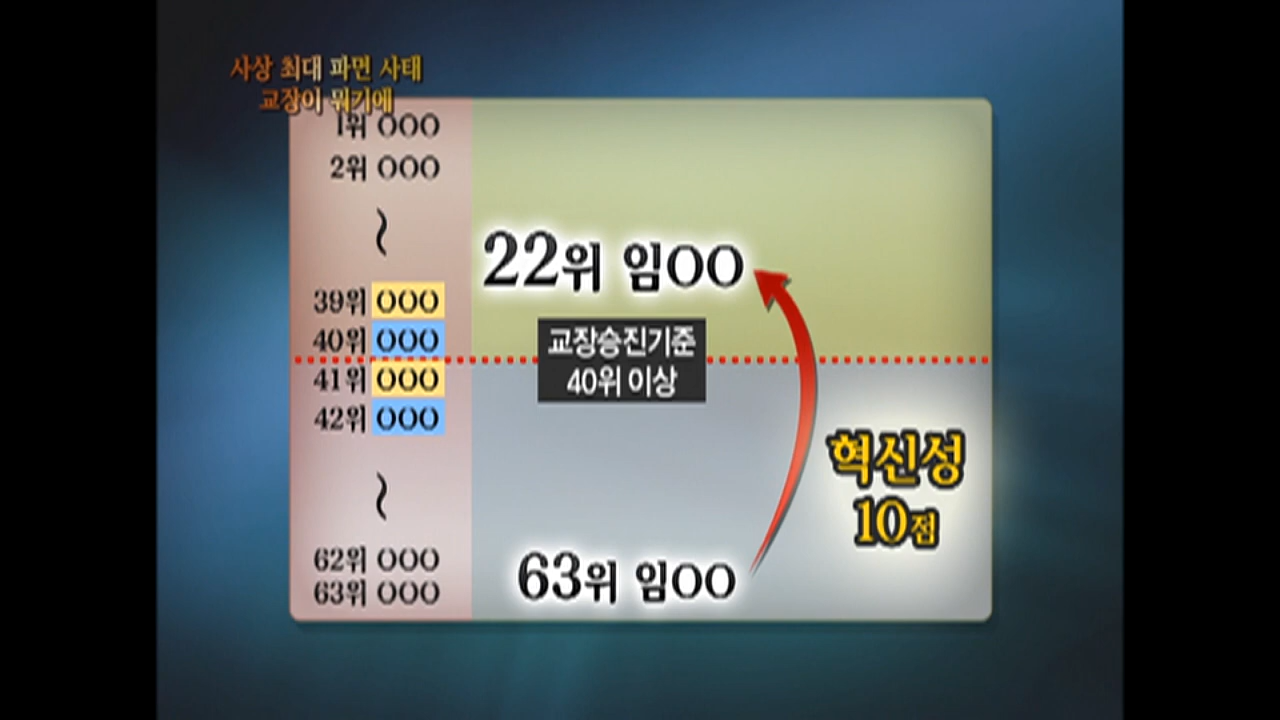 사상 최대 파면 사태
교장이 뭐기에
1위 OOO
2위 OOO
~
39위 OOO
40위 OOO
41위 OOO
42위 OOO
~
62위 OOO
63위 OOO
22위 임OO
교장승진기준
40위 이상
63위 임OO
혁신성
10점